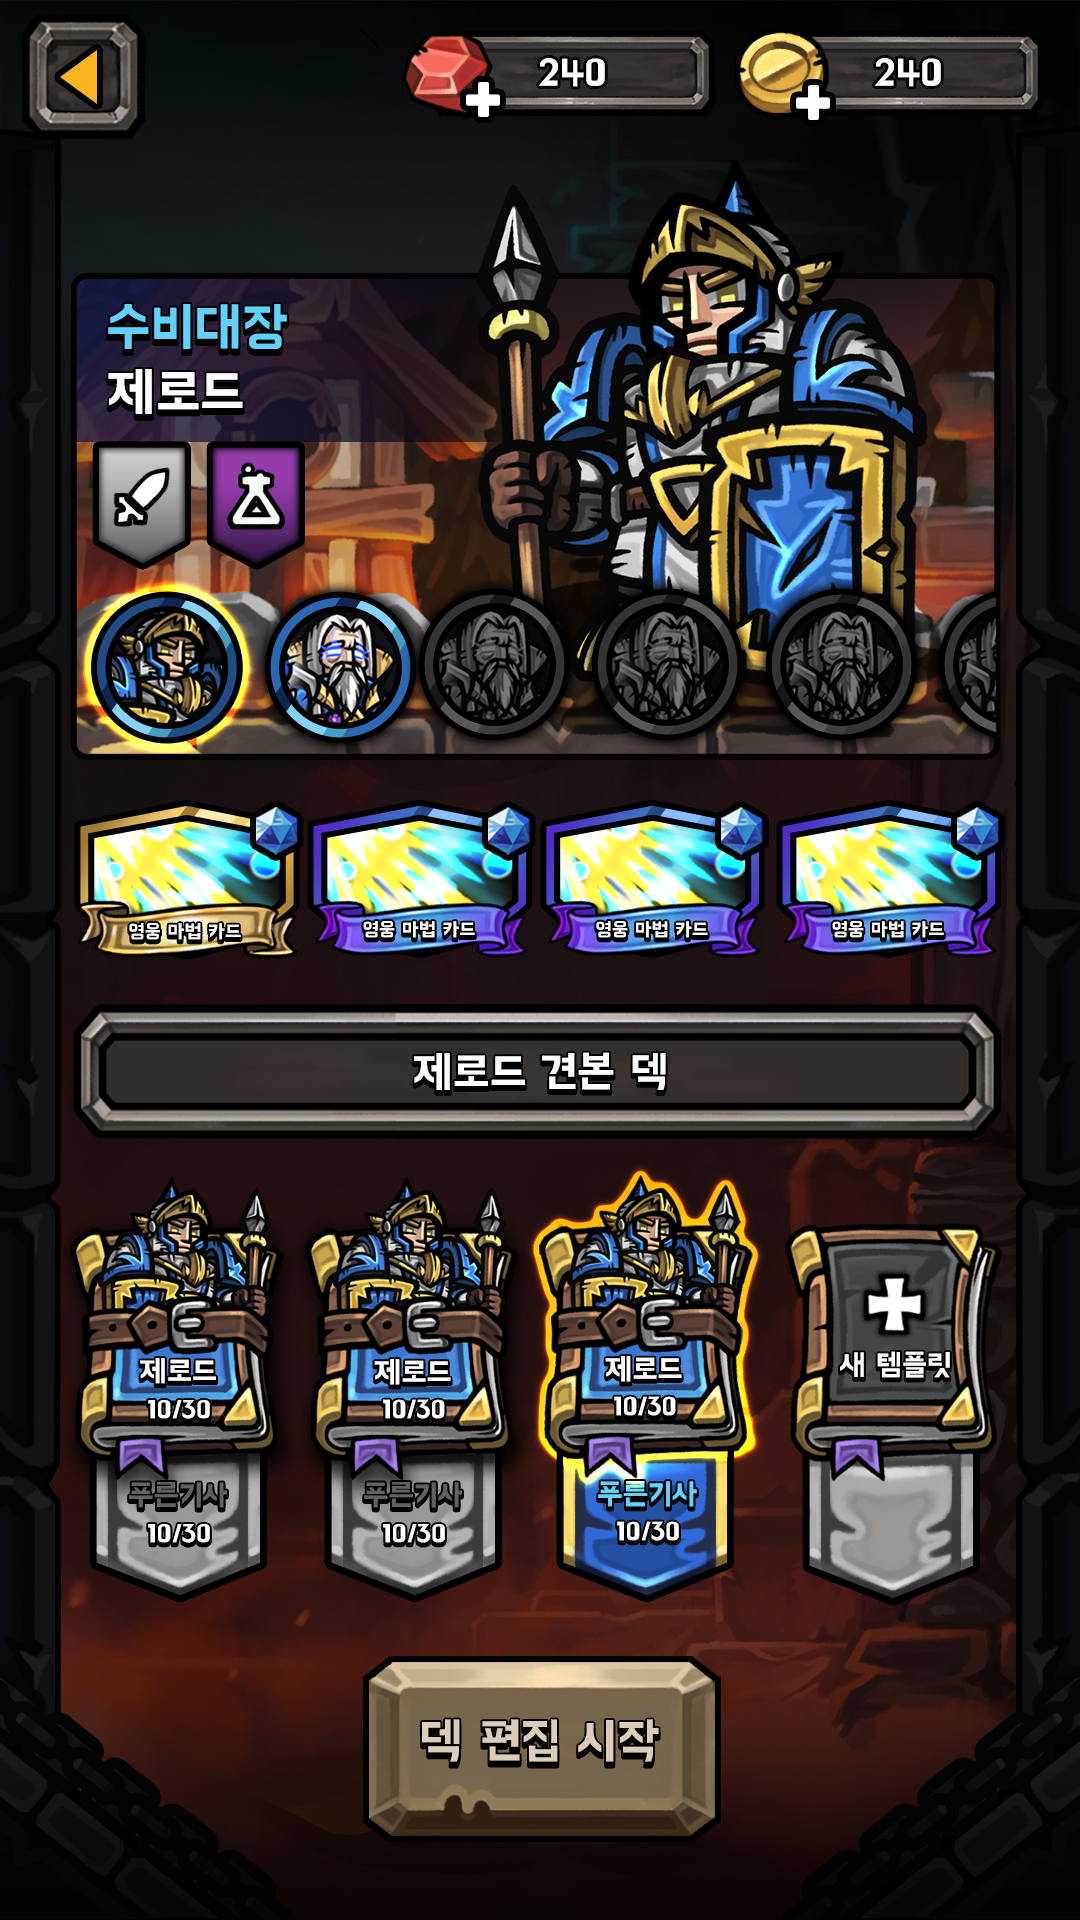 240 240
수비대장
제로드
영웅 마법 카드 영웅 마법 카드 영웅 마법 카드 영웅 마법 카드
제로드 견본 덱
제로드 제로드 제로드 새 템플릿
10/30 10/30 10/30
푸른기사 푸른기사 푸른기사
10/30 10/30 10/30
덱 편집 시작